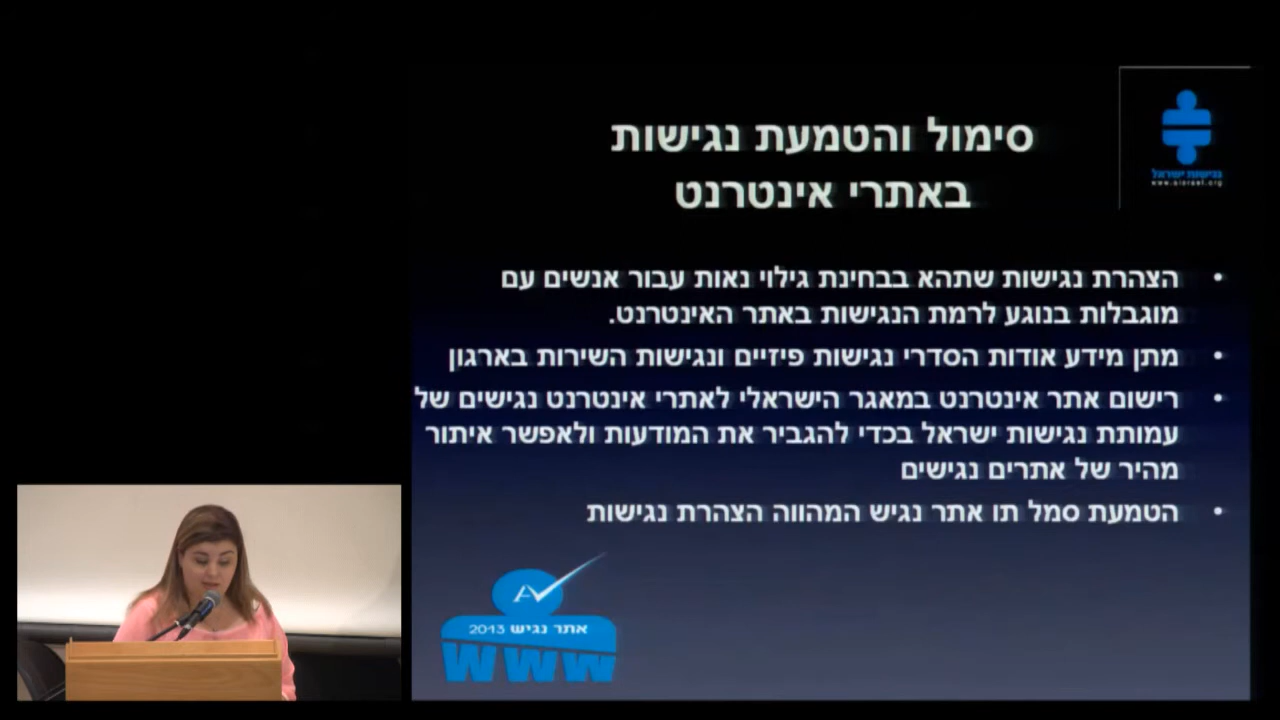 סימול והטמעת נגישות
באתרי אינטרנט
נגישות ישראל
www.aisrael.org
• הצהרת נגישות שתהא בבחינת גילוי נאות עבור אנשים עם
מוגבלות בנוגע לרמת הנגישות באתר האינטרנט.
• מתן מידע אודות הסדרי נגישות פיזיים ונגישות השירות בארגון
• רישום אתר אינטרנט במאגר הישראלי לאתרי אינטרנט נגישים של
עמותת נגישות ישראל בכדי להגביר את המודעות ולאפשר איתור
מהיר של אתרים נגישים
• הטמעת סמל תו אתר נגיש המהווה הצהרת נגישות
אתר נגיש 2013
www